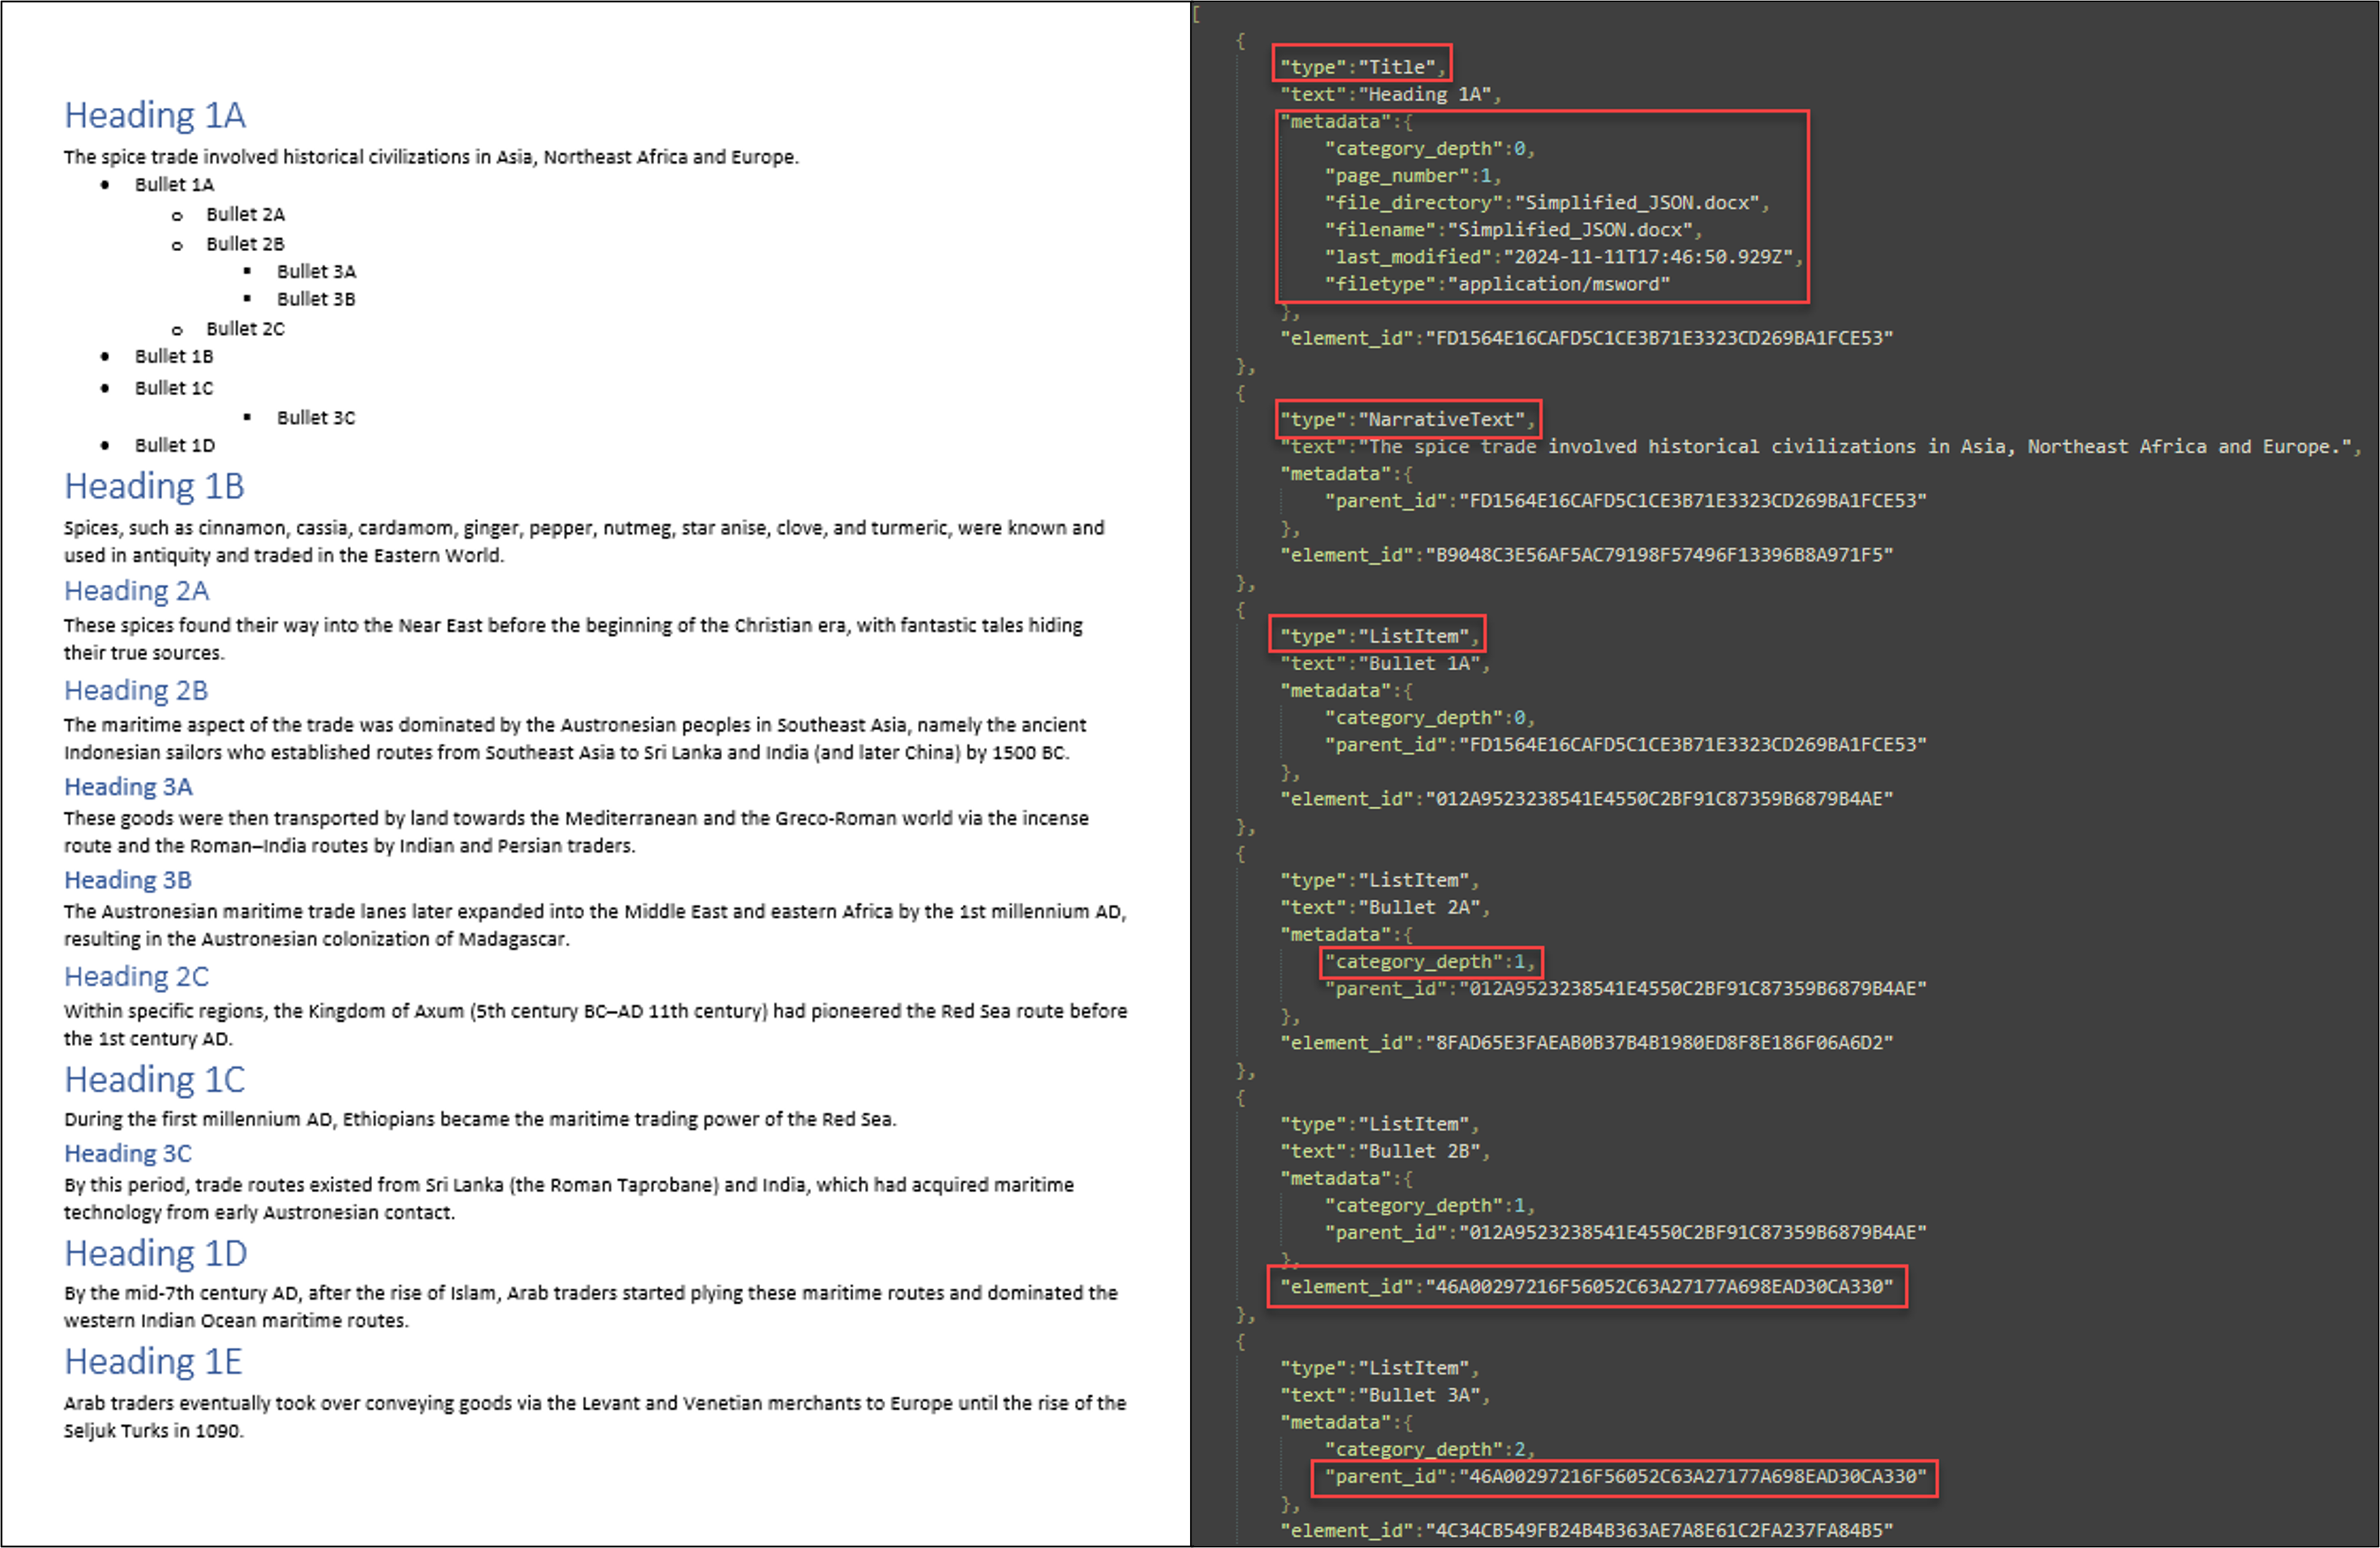 Heading 1A
The spice trade involved historical civilizations in Asia, Northeast Africa and Europe.
• Bullet 1A
o Bullet 2A
o Bullet 2B
▪ Bullet 3A
▪ Bullet 3B
o Bullet 2C
• Bullet 1B
• Bullet 1C
▪ Bullet 3C
• Bullet 1D
Heading 1B
Spices, such as cinnamon, cassia, cardamom, ginger, pepper, nutmeg, star anise, clove, and turmeric, were known and
used in antiquity and traded in the Eastern World.
Heading 2A
These spices found their way into the Near East before the beginning of the Christian era, with fantastic tales hiding
their true sources.
Heading 2B
The maritime aspect of the trade was dominated by the Austronesian peoples in Southeast Asia, namely the ancient
Indonesian sailors who established routes from Southeast Asia to Sri Lanka and India (and later China) by 1500 BC.
Heading 3A
These goods were then transported by land towards the Mediterranean and the Greco-Roman world via the incense
route and the Roman–India routes by Indian and Persian traders.
Heading 3B
The Austronesian maritime trade lanes later expanded into the Middle East and eastern Africa by the 1st millennium AD,
resulting in the Austronesian colonization of Madagascar.
Heading 2C
Within specific regions, the Kingdom of Axum (5th century BC–AD 11th century) had pioneered the Red Sea route before
the 1st century AD.
Heading 1C
During the first millennium AD, Ethiopians became the maritime trading power of the Red Sea.
Heading 3C
By this period, trade routes existed from Sri Lanka (the Roman Taprobane) and India, which had acquired maritime
technology from early Austronesian contact.
Heading 1D
By the mid-7th century AD, after the rise of Islam, Arab traders started plying these maritime routes and dominated the
western Indian Ocean maritime routes.
Heading 1E
Arab traders eventually took over conveying goods via the Levant and Venetian merchants to Europe until the rise of the
Seljuk Turks in 1090.
[
{
"type":"Title",
"text":"Heading 1A",
"metadata":{
"category_depth":0,
"page_number":1,
"file_directory":"Simplified_JSON.docx",
"filename":"Simplified_JSON.docx",
"last_modified":"2024-11-11T17:46:50.929Z",
"filetype":"application/msword"
},
"element_id":"FD1564E16CAFD5C1CE3B71E3323CD269BA1FCE53"
},
{
"type":"NarrativeText",
"text":"The spice trade involved historical civilizations in Asia, Northeast Africa and Europe.",
"metadata":{
"parent_id":"FD1564E16CAFD5C1CE3B71E3323CD269BA1FCE53"
},
"element_id":"B9048C3E56AF5AC79198F57496F13396B8A971F5"
},
{
"type":"ListItem",
"text":"Bullet 1A",
"metadata":{
"category_depth":0,
"parent_id":"FD1564E16CAFD5C1CE3B71E3323CD269BA1FCE53"
},
"element_id":"012A9523238541E4550C2BF91C87359B6879B4AE"
},
{
"type":"ListItem",
"text":"Bullet 2A",
"metadata":{
"category_depth":1,
"parent_id":"012A9523238541E4550C2BF91C87359B6879B4AE"
},
"element_id":"8FAD65E3FAEAB0B37B4B1980ED8F8E186F06A6D2"
},
{
"type":"ListItem",
"text":"Bullet 2B",
"metadata":{
"category_depth":1,
"parent_id":"012A9523238541E4550C2BF91C87359B6879B4AE"
},
"element_id":"46A00297216F56052C63A27177A698EAD30CA330"
},
{
"type":"ListItem",
"text":"Bullet 3A",
"metadata":{
"category_depth":2,
"parent_id":"46A00297216F56052C63A27177A698EAD30CA330"
},
"element_id":"4C34CB549FB24B4B363AE7A8E61C2FA237FA84B5"